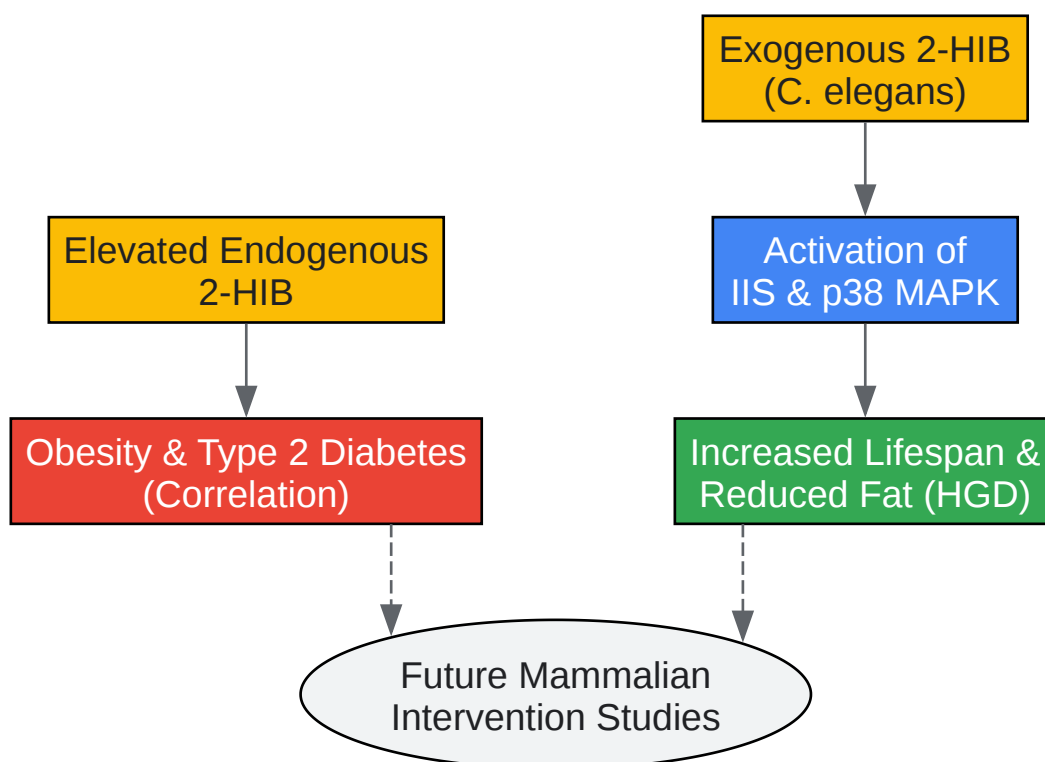 Exogenous 2-HIB
(C. elegans)
Elevated Endogenous
2-HIB
Activation of
IIS & p38 MAPK
Obesity & Type 2 Diabetes
(Correlation)
Increased Lifespan &
Reduced Fat (HGD)
Future Mammalian
Intervention Studies